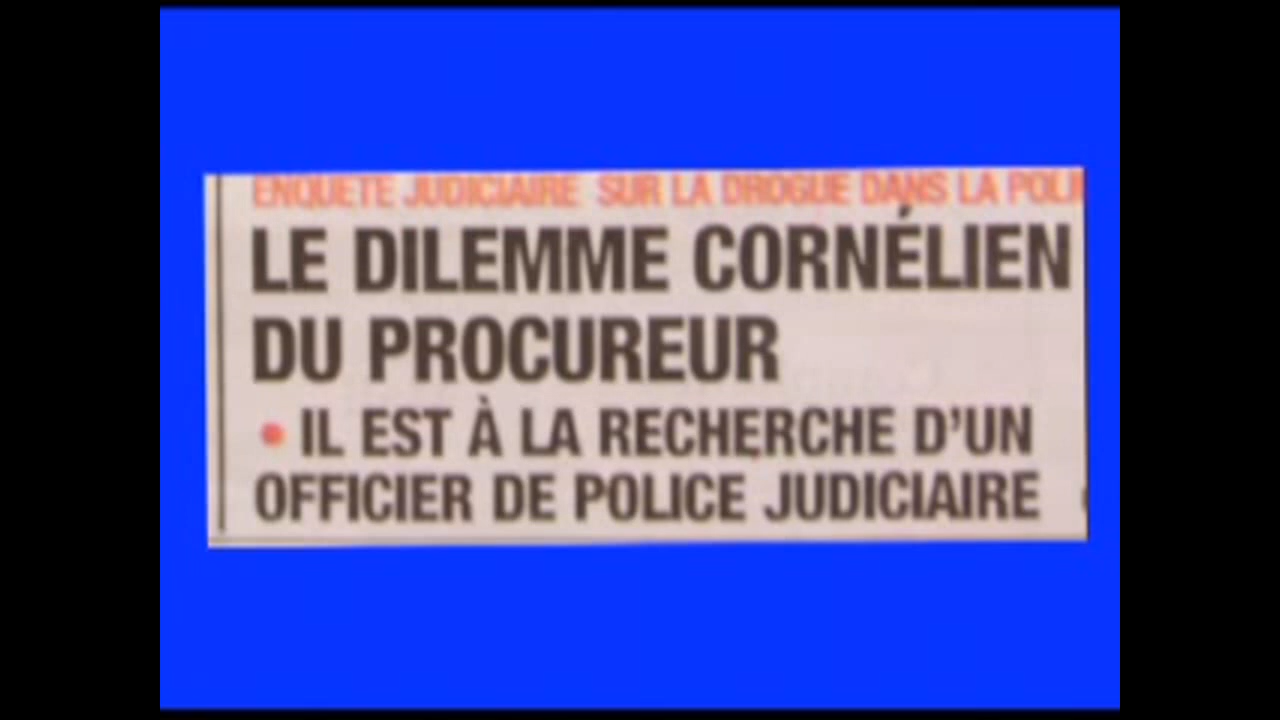 ENQUETE JUDICIAIRE SUR LA DROGUE DANS LA POLI
LE DILEMME CORNÉLIEN
DU PROCUREUR
• IL EST À LA RECHERCHE D'UN
OFFICIER DE POLICE JUDICIAIRE